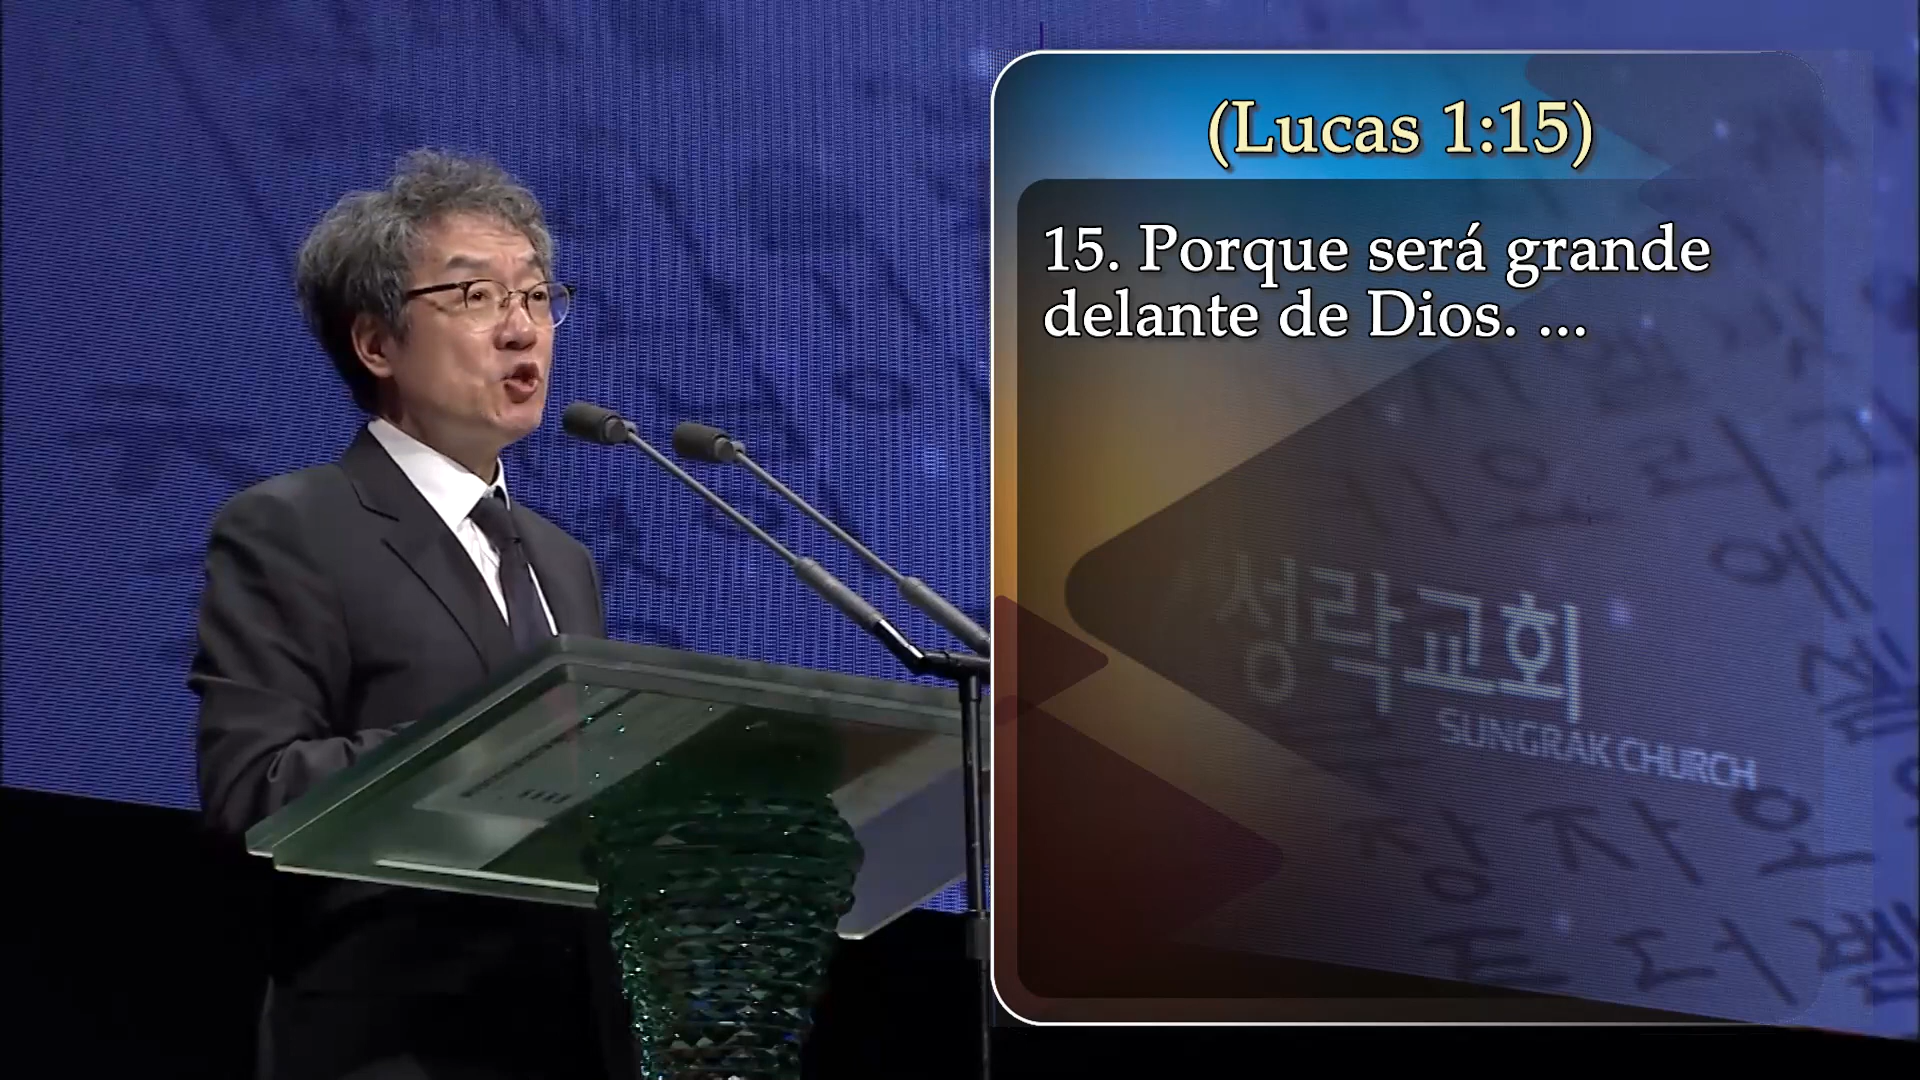 (Lucas 1:15)
15. Porque será grande
delante de Dios. ...
성락교회
SUNGRAK CHURCH